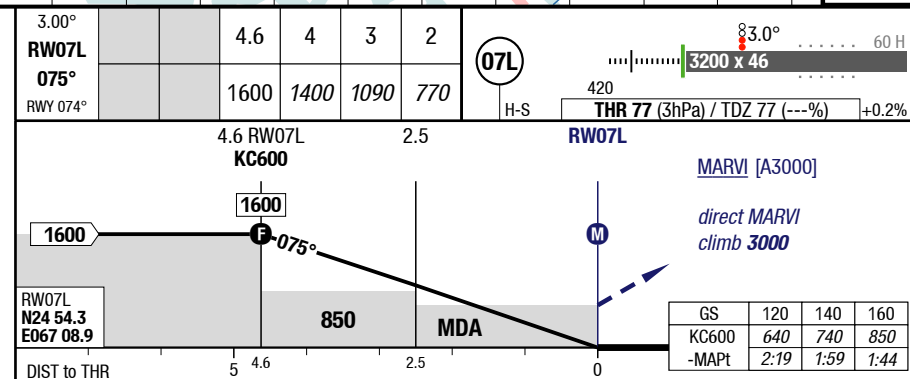 3.00°
RW07L
075°
RWY 074°
4.6 4 3 2
1600 1400 1090 770
07L
H-S
3.0°
60 H
3200 x 46
420
THR 77 (3hPa) / TDZ 77 (---%)
+0.2%
4.6 RW07L
KC600
2.5
RW07L
MARVI [A3000]
1600
1600
F
075°
M
direct MARVI
climb 3000
RW07L
N24 54.3
E067 08.9
850
MDA
GS 120 140 160
KC600 640 740 850
-MAPt 2:19 1:59 1:44
DIST to THR
5 4.6 2.5 0